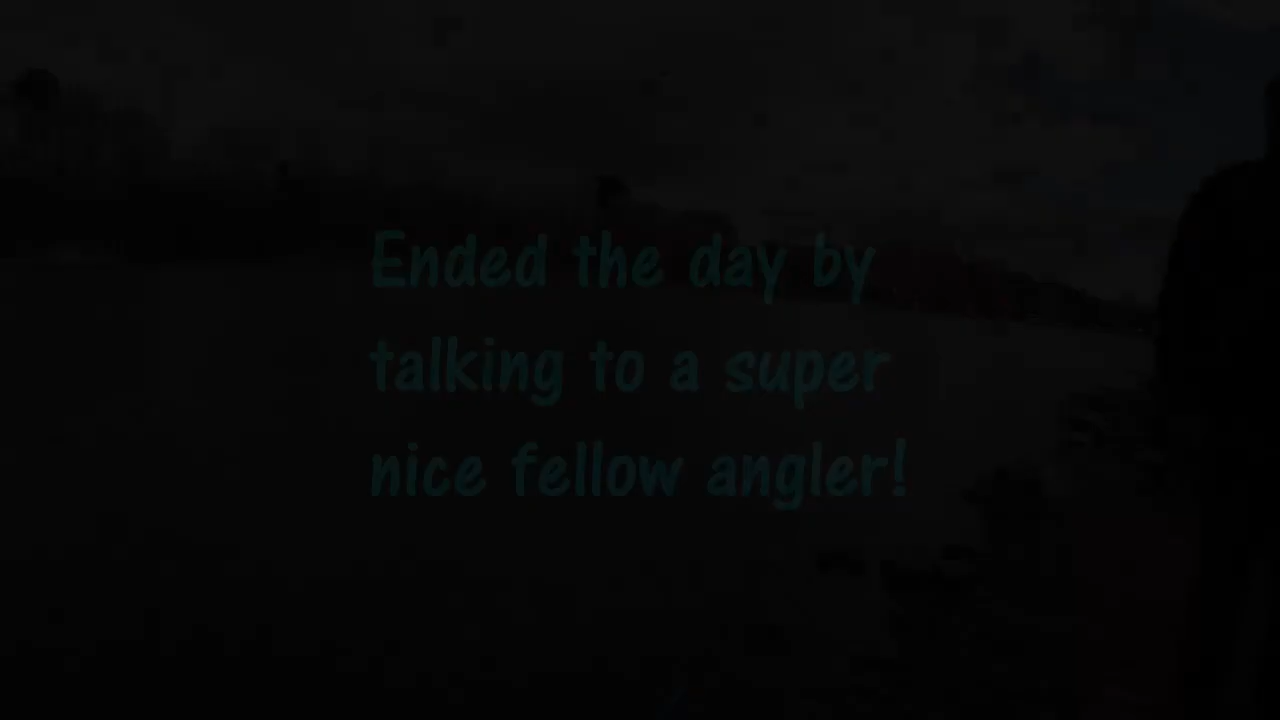 Ended the day by
talking to a super
nice fellow angler!